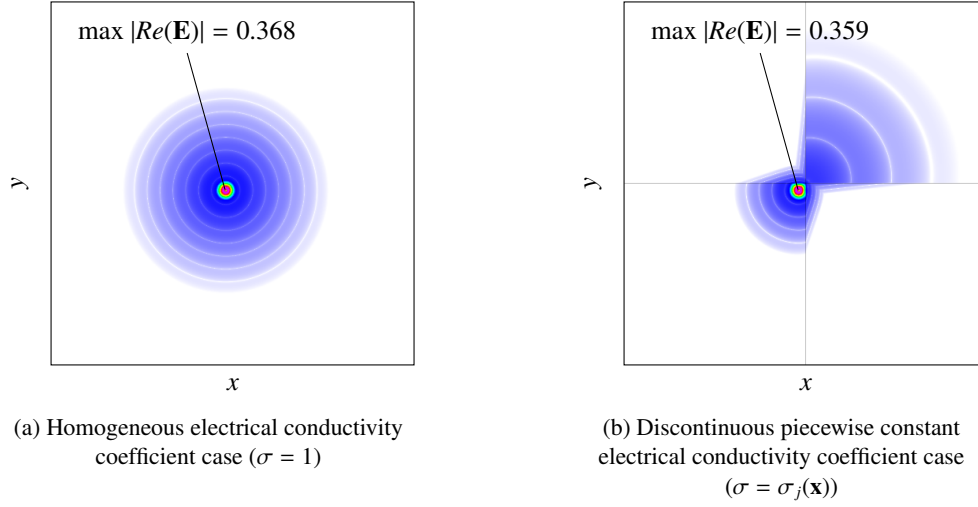 max |Re(E)| = 0.368
y
x
(a) Homogeneous electrical conductivity
coefficient case (σ = 1)
max |Re(E)| = 0.359
y
x
(b) Discontinuous piecewise constant
electrical conductivity coefficient case
(σ = σj(x))